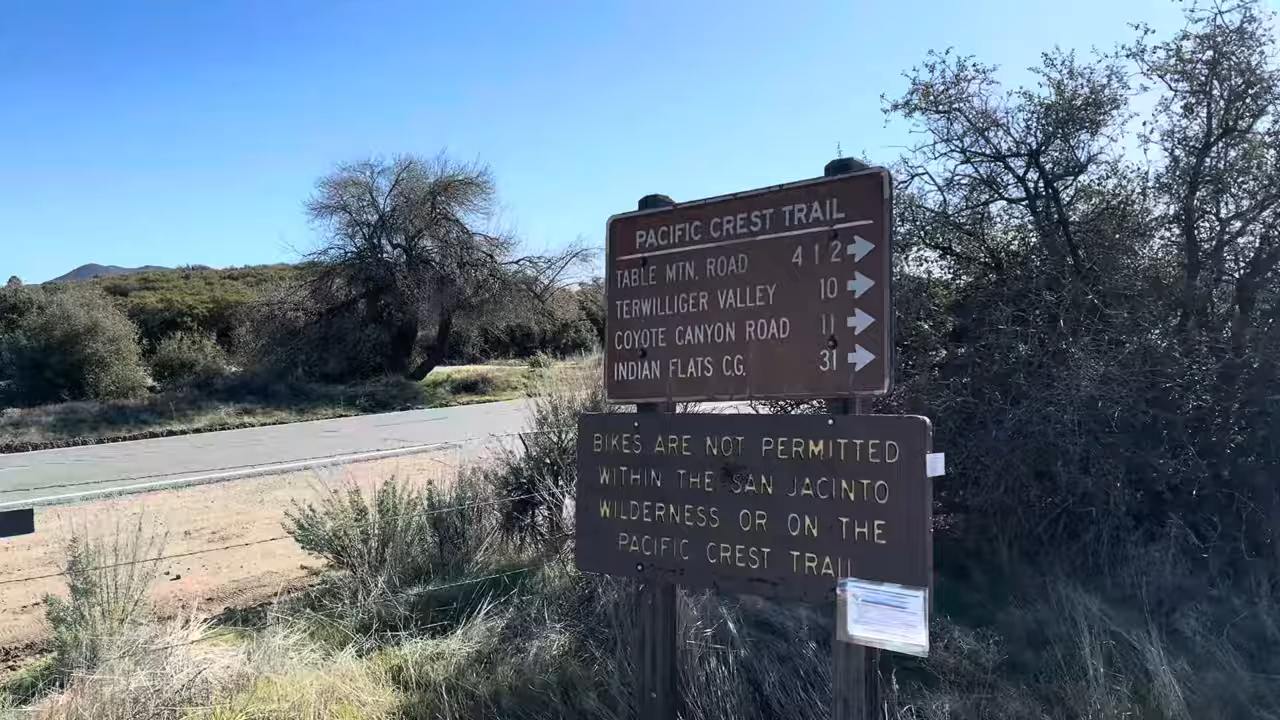 PACIFIC CREST TRAIL
TABLE MTN. ROAD 4 1 2
TERWILLIGER VALLEY 10
COYOTE CANYON ROAD 11
INDIAN FLATS C.G. 31
BIKES ARE NOT PERMITTED
WITHIN THE SAN JACINTO
WILDERNESS OR ON THE
PACIFIC CREST TRAIL